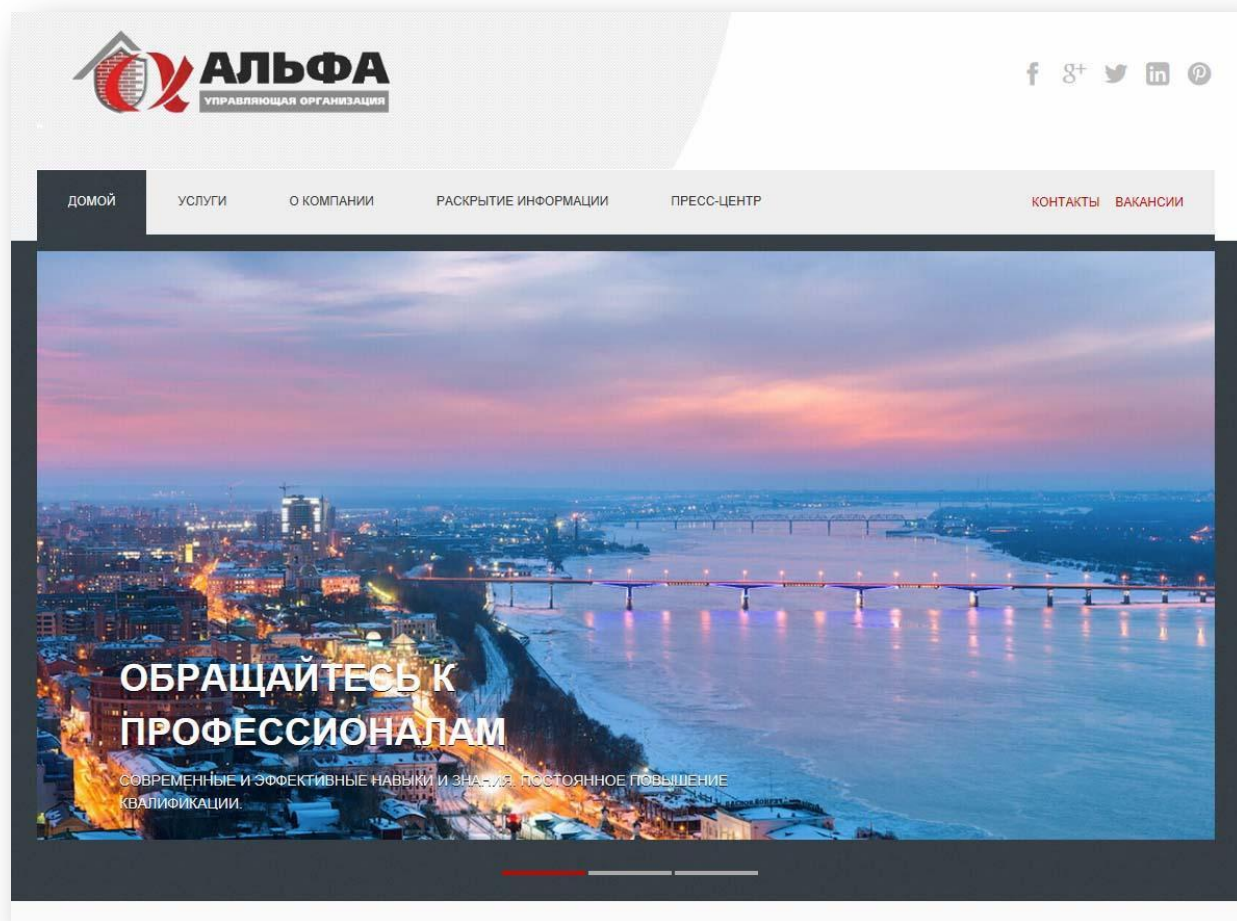 АЛЬФА
УПРАВЛЯЮЩАЯ ОРГАНИЗАЦИЯ
ДОМОЙ УСЛУГИ О КОМПАНИИ РАСКРЫТИЕ ИНФОРМАЦИИ ПРЕСС-ЦЕНТР КОНТАКТЫ ВАКАНСИИ
ОБРАЩАЙТЕСЬ К
ПРОФЕССИОНАЛАМ
СОВРЕМЕННЫЕ И ЭФФЕКТИВНЫЕ НАВЫКИ И ЗНАНИЯ. ПОСТОЯННОЕ ПОВЫШЕНИЕ
КВАЛИФИКАЦИИ.